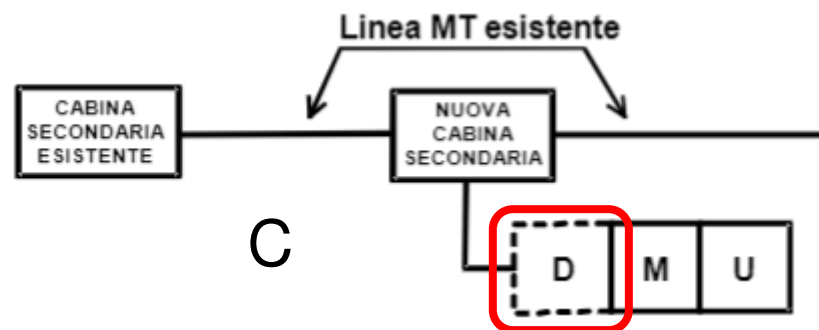 Linea MT esistente
CABINA
SECONDARIA
ESISTENTE
NUOVA
CABINA
SECONDARIA
C
D M U